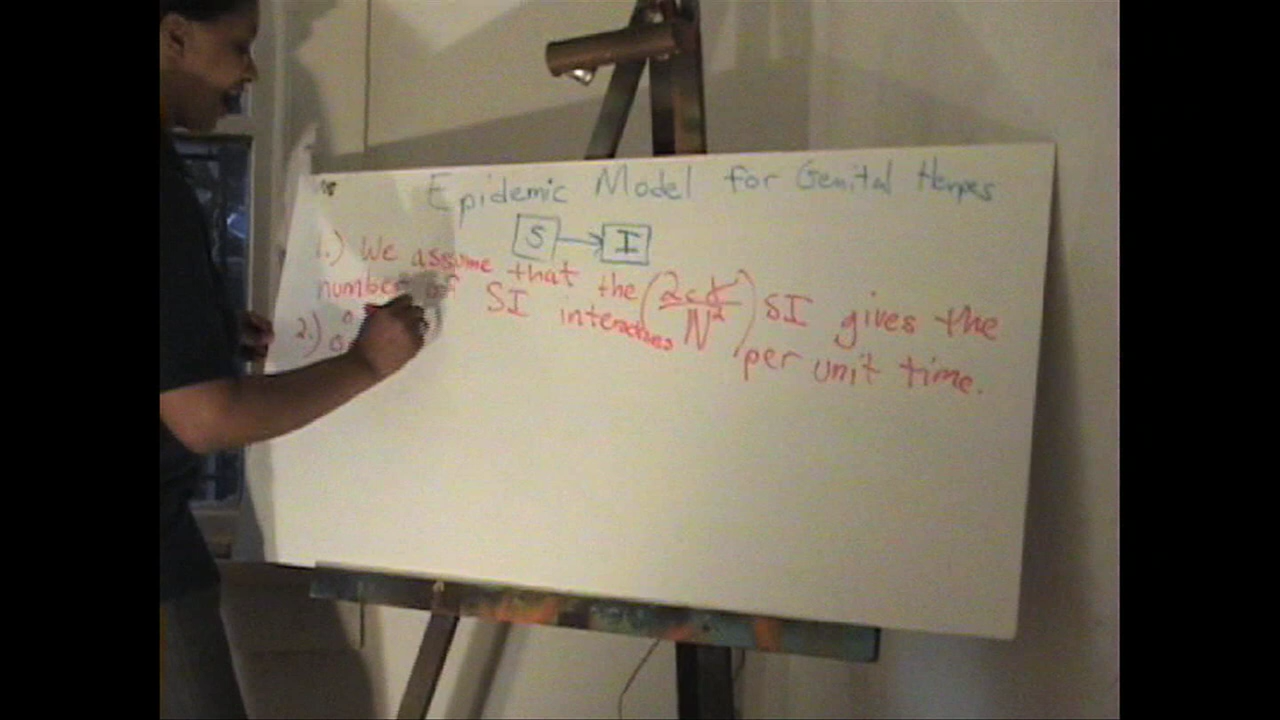 Epidemic Model for Genital Herpes
S → I
1.) We assume that the (2cγ/N²) SI gives the
number of SI interactions per unit time.
2.)